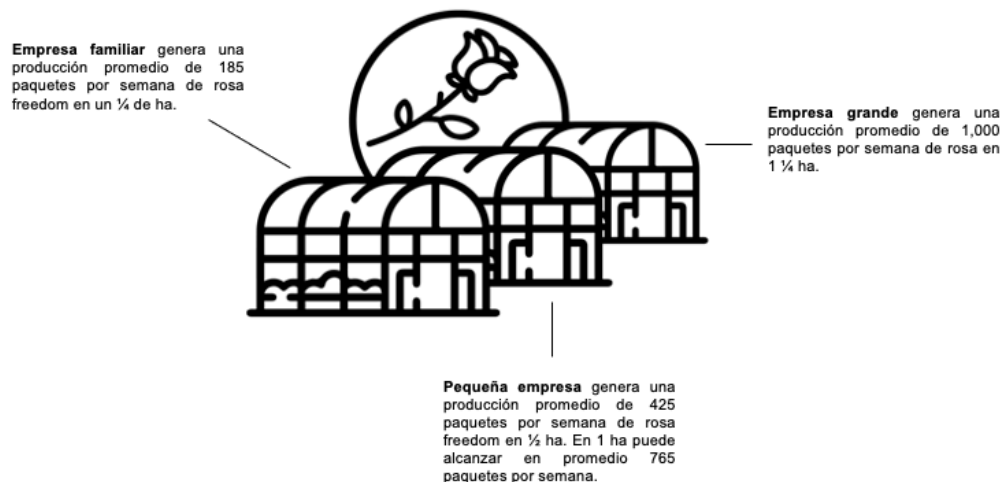 Empresa familiar genera una
producción promedio de 185
paquetes por semana de rosa
freedom en un ¼ de ha.
Empresa grande genera una
producción promedio de 1,000
paquetes por semana de rosa en
1 ¼ ha.
Pequeña empresa genera una
producción promedio de 425
paquetes por semana de rosa
freedom en ½ ha. En 1 ha puede
alcanzar en promedio 765
paquetes por semana.